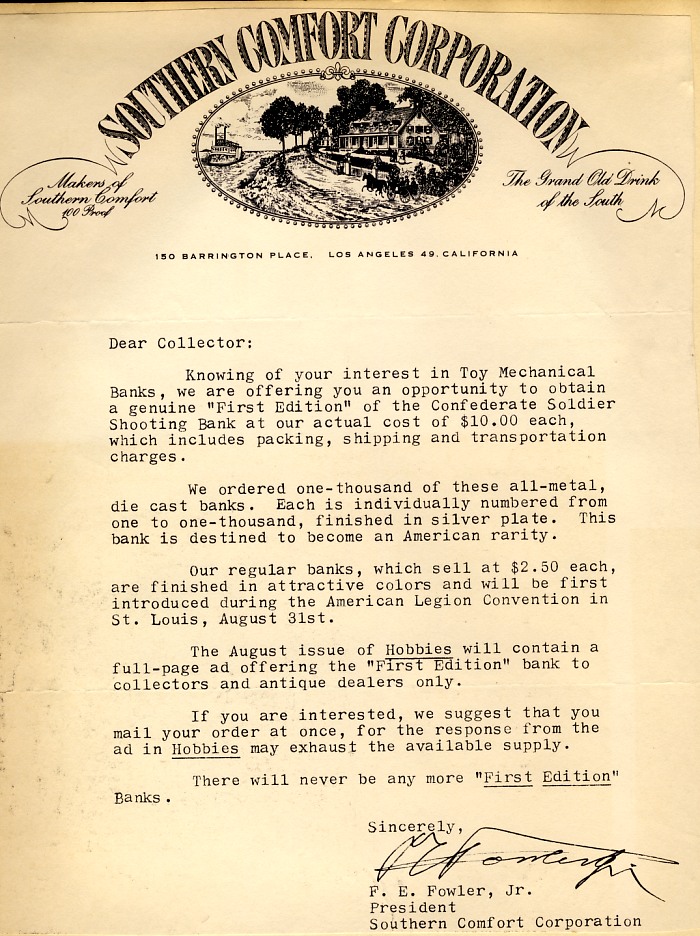 SOUTHERN COMFORT CORPORATION
Makers of
Southern Comfort
100 Proof
The Grand Old Drink
of the South
150 BARRINGTON PLACE, LOS ANGELES 49, CALIFORNIA
Dear Collector:
Knowing of your interest in Toy Mechanical
Banks, we are offering you an opportunity to obtain
a genuine "First Edition" of the Confederate Soldier
Shooting Bank at our actual cost of $10.00 each,
which includes packing, shipping and transportation
charges.
We ordered one-thousand of these all-metal,
die cast banks. Each is individually numbered from
one to one-thousand, finished in silver plate. This
bank is destined to become an American rarity.
Our regular banks, which sell at $2.50 each,
are finished in attractive colors and will be first
introduced during the American Legion Convention in
St. Louis, August 31st.
The August issue of Hobbies will contain a
full-page ad offering the "First Edition" bank to
collectors and antique dealers only.
If you are interested, we suggest that you
mail your order at once, for the response from the
ad in Hobbies may exhaust the available supply.
There will never be any more "First Edition"
Banks.
Sincerely,
F. E. Fowler, Jr.
President
Southern Comfort Corporation